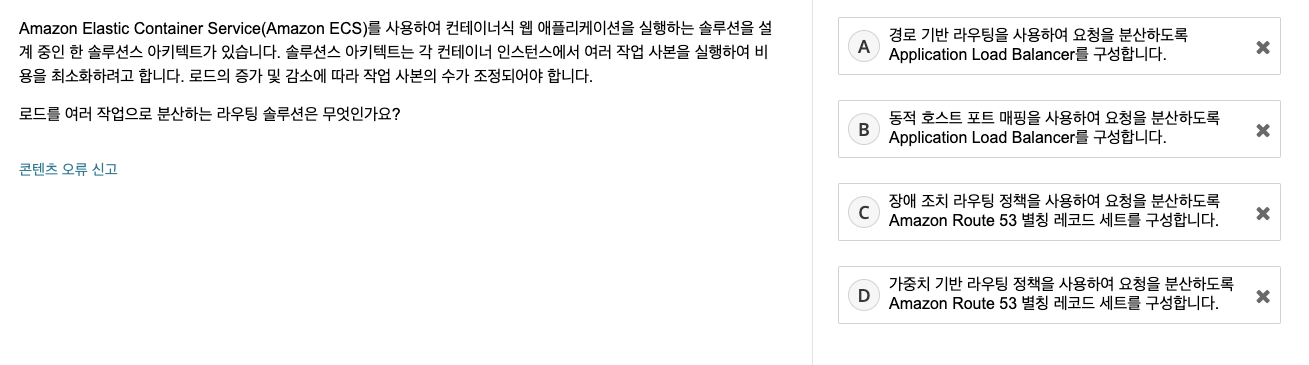 Amazon Elastic Container Service(Amazon ECS)를 사용하여 컨테이너식 웹 애플리케이션을 실행하는 솔루션을 설
계 중인 한 솔루션스 아키텍트가 있습니다. 솔루션스 아키텍트는 각 컨테이너 인스턴스에서 여러 작업 사본을 실행하여 비
용을 최소화하려고 합니다. 로드의 증가 및 감소에 따라 작업 사본의 수가 조정되어야 합니다.
로드를 여러 작업으로 분산하는 라우팅 솔루션은 무엇인가요?
콘텐츠 오류 신고
A
경로 기반 라우팅을 사용하여 요청을 분산하도록
Application Load Balancer를 구성합니다.
B
동적 호스트 포트 매핑을 사용하여 요청을 분산하도록
Application Load Balancer를 구성합니다.
C
장애 조치 라우팅 정책을 사용하여 요청을 분산하도록
Amazon Route 53 별칭 레코드 세트를 구성합니다.
D
가중치 기반 라우팅 정책을 사용하여 요청을 분산하도록
Amazon Route 53 별칭 레코드 세트를 구성합니다.